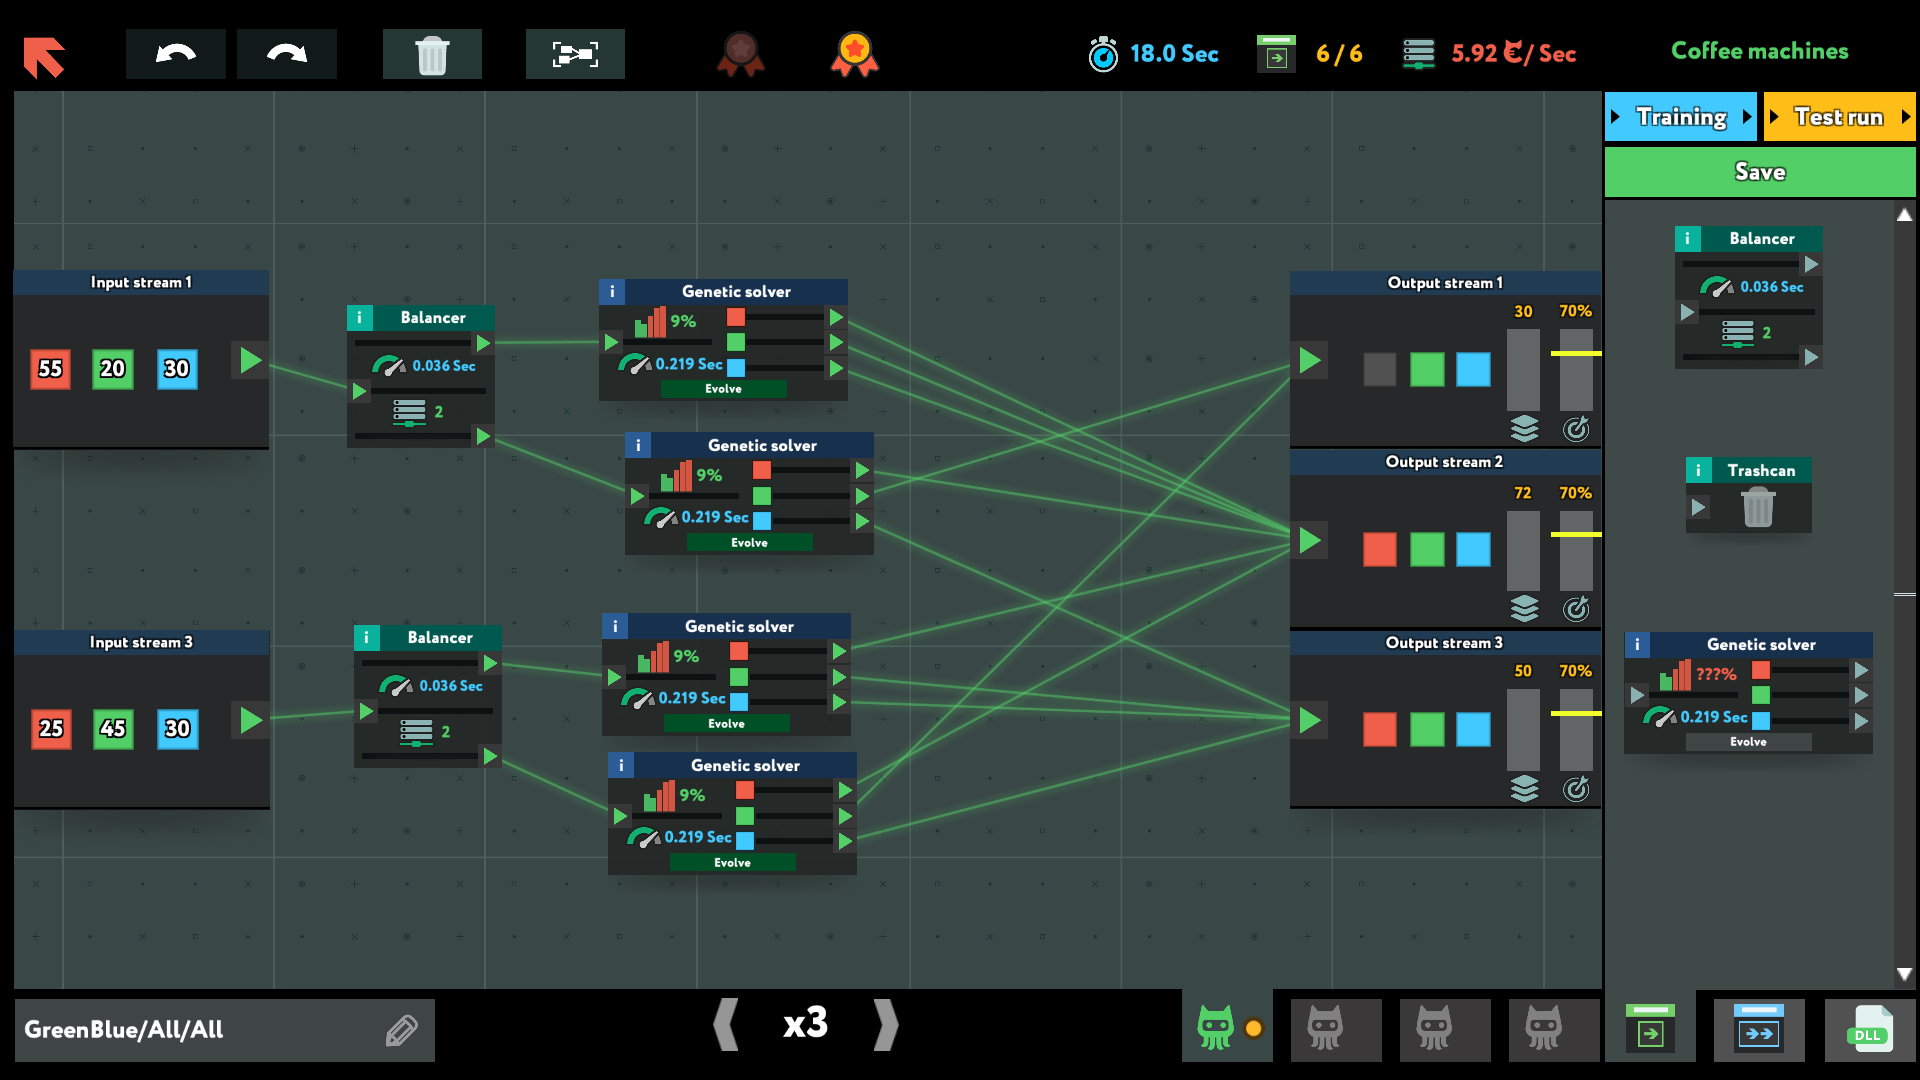 18.0 Sec
6 / 6
5.92 €/ Sec
Coffee machines
Training
Test run
Save
Input stream 1
55 20 30
Balancer
0.036 Sec
2
Genetic solver
9%
0.219 Sec
Evolve
Genetic solver
9%
0.219 Sec
Evolve
Input stream 3
25 45 30
Balancer
0.036 Sec
2
Genetic solver
9%
0.219 Sec
Evolve
Genetic solver
9%
0.219 Sec
Evolve
Output stream 1
30 70%
Output stream 2
72 70%
Output stream 3
50 70%
Balancer
0.036 Sec
2
Trashcan
Genetic solver
???%
0.219 Sec
Evolve
GreenBlue/All/All
x3
DLL